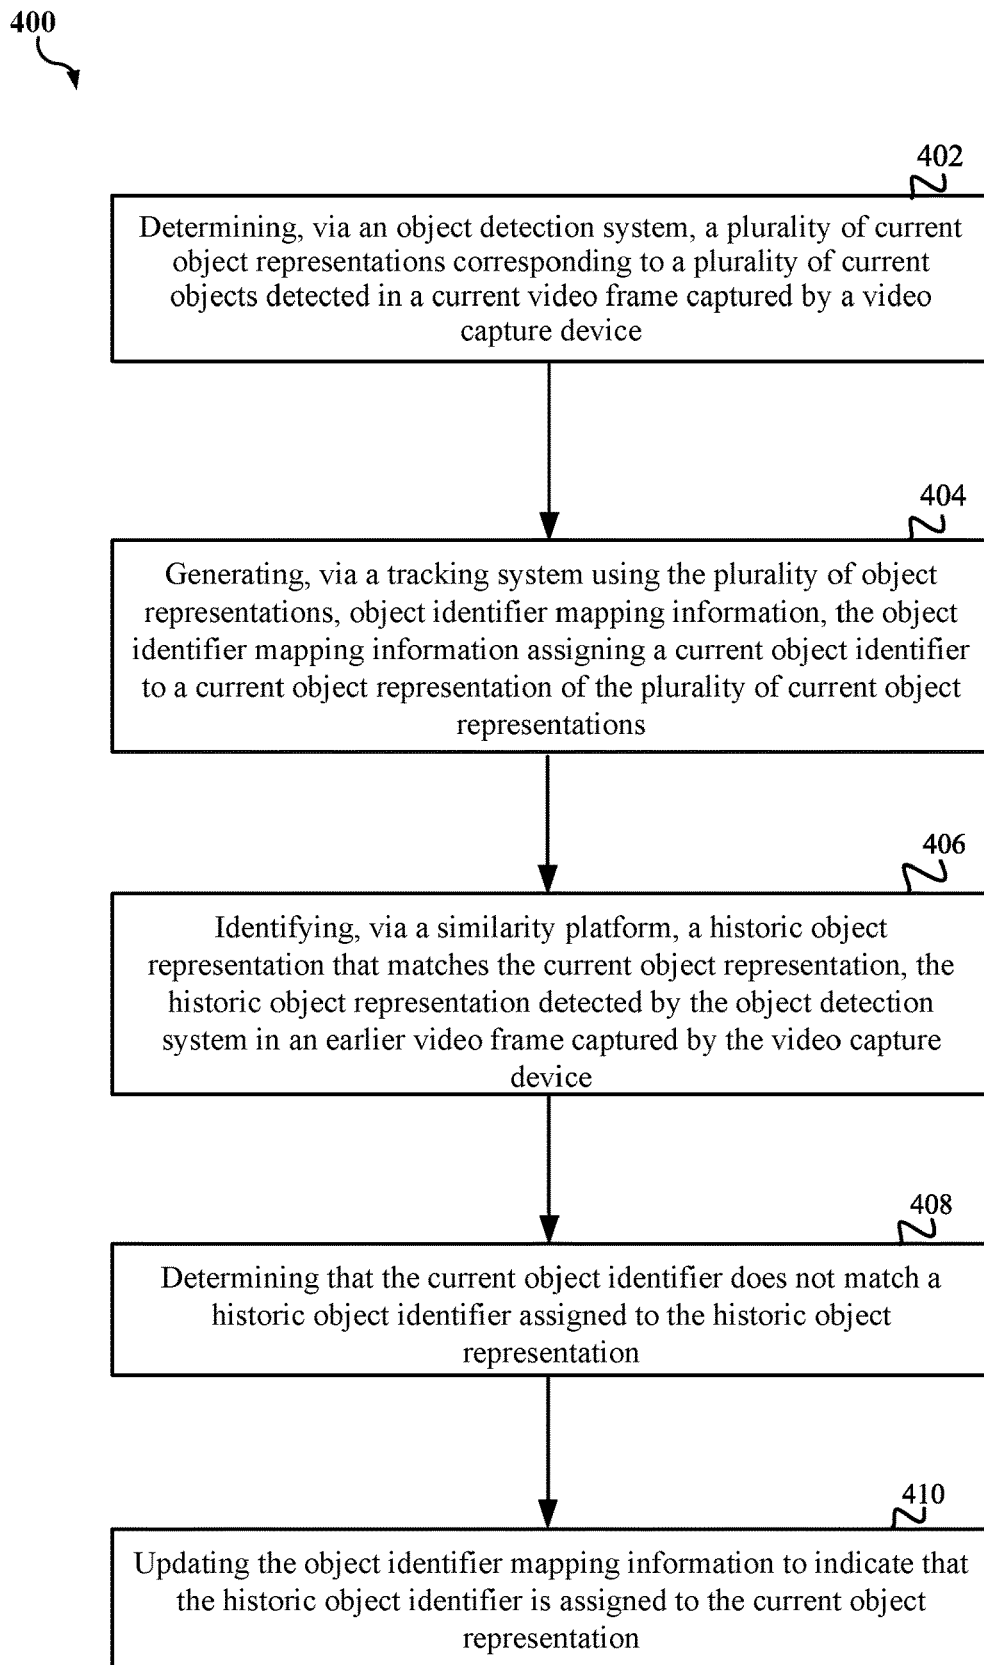 400
402
Determining, via an object detection system, a plurality of current
object representations corresponding to a plurality of current
objects detected in a current video frame captured by a video
capture device
404
Generating, via a tracking system using the plurality of object
representations, object identifier mapping information, the object
identifier mapping information assigning a current object identifier
to a current object representation of the plurality of current object
representations
406
Identifying, via a similarity platform, a historic object
representation that matches the current object representation, the
historic object representation detected by the object detection
system in an earlier video frame captured by the video capture
device
408
Determining that the current object identifier does not match a
historic object identifier assigned to the historic object
representation
410
Updating the object identifier mapping information to indicate that
the historic object identifier is assigned to the current object
representation